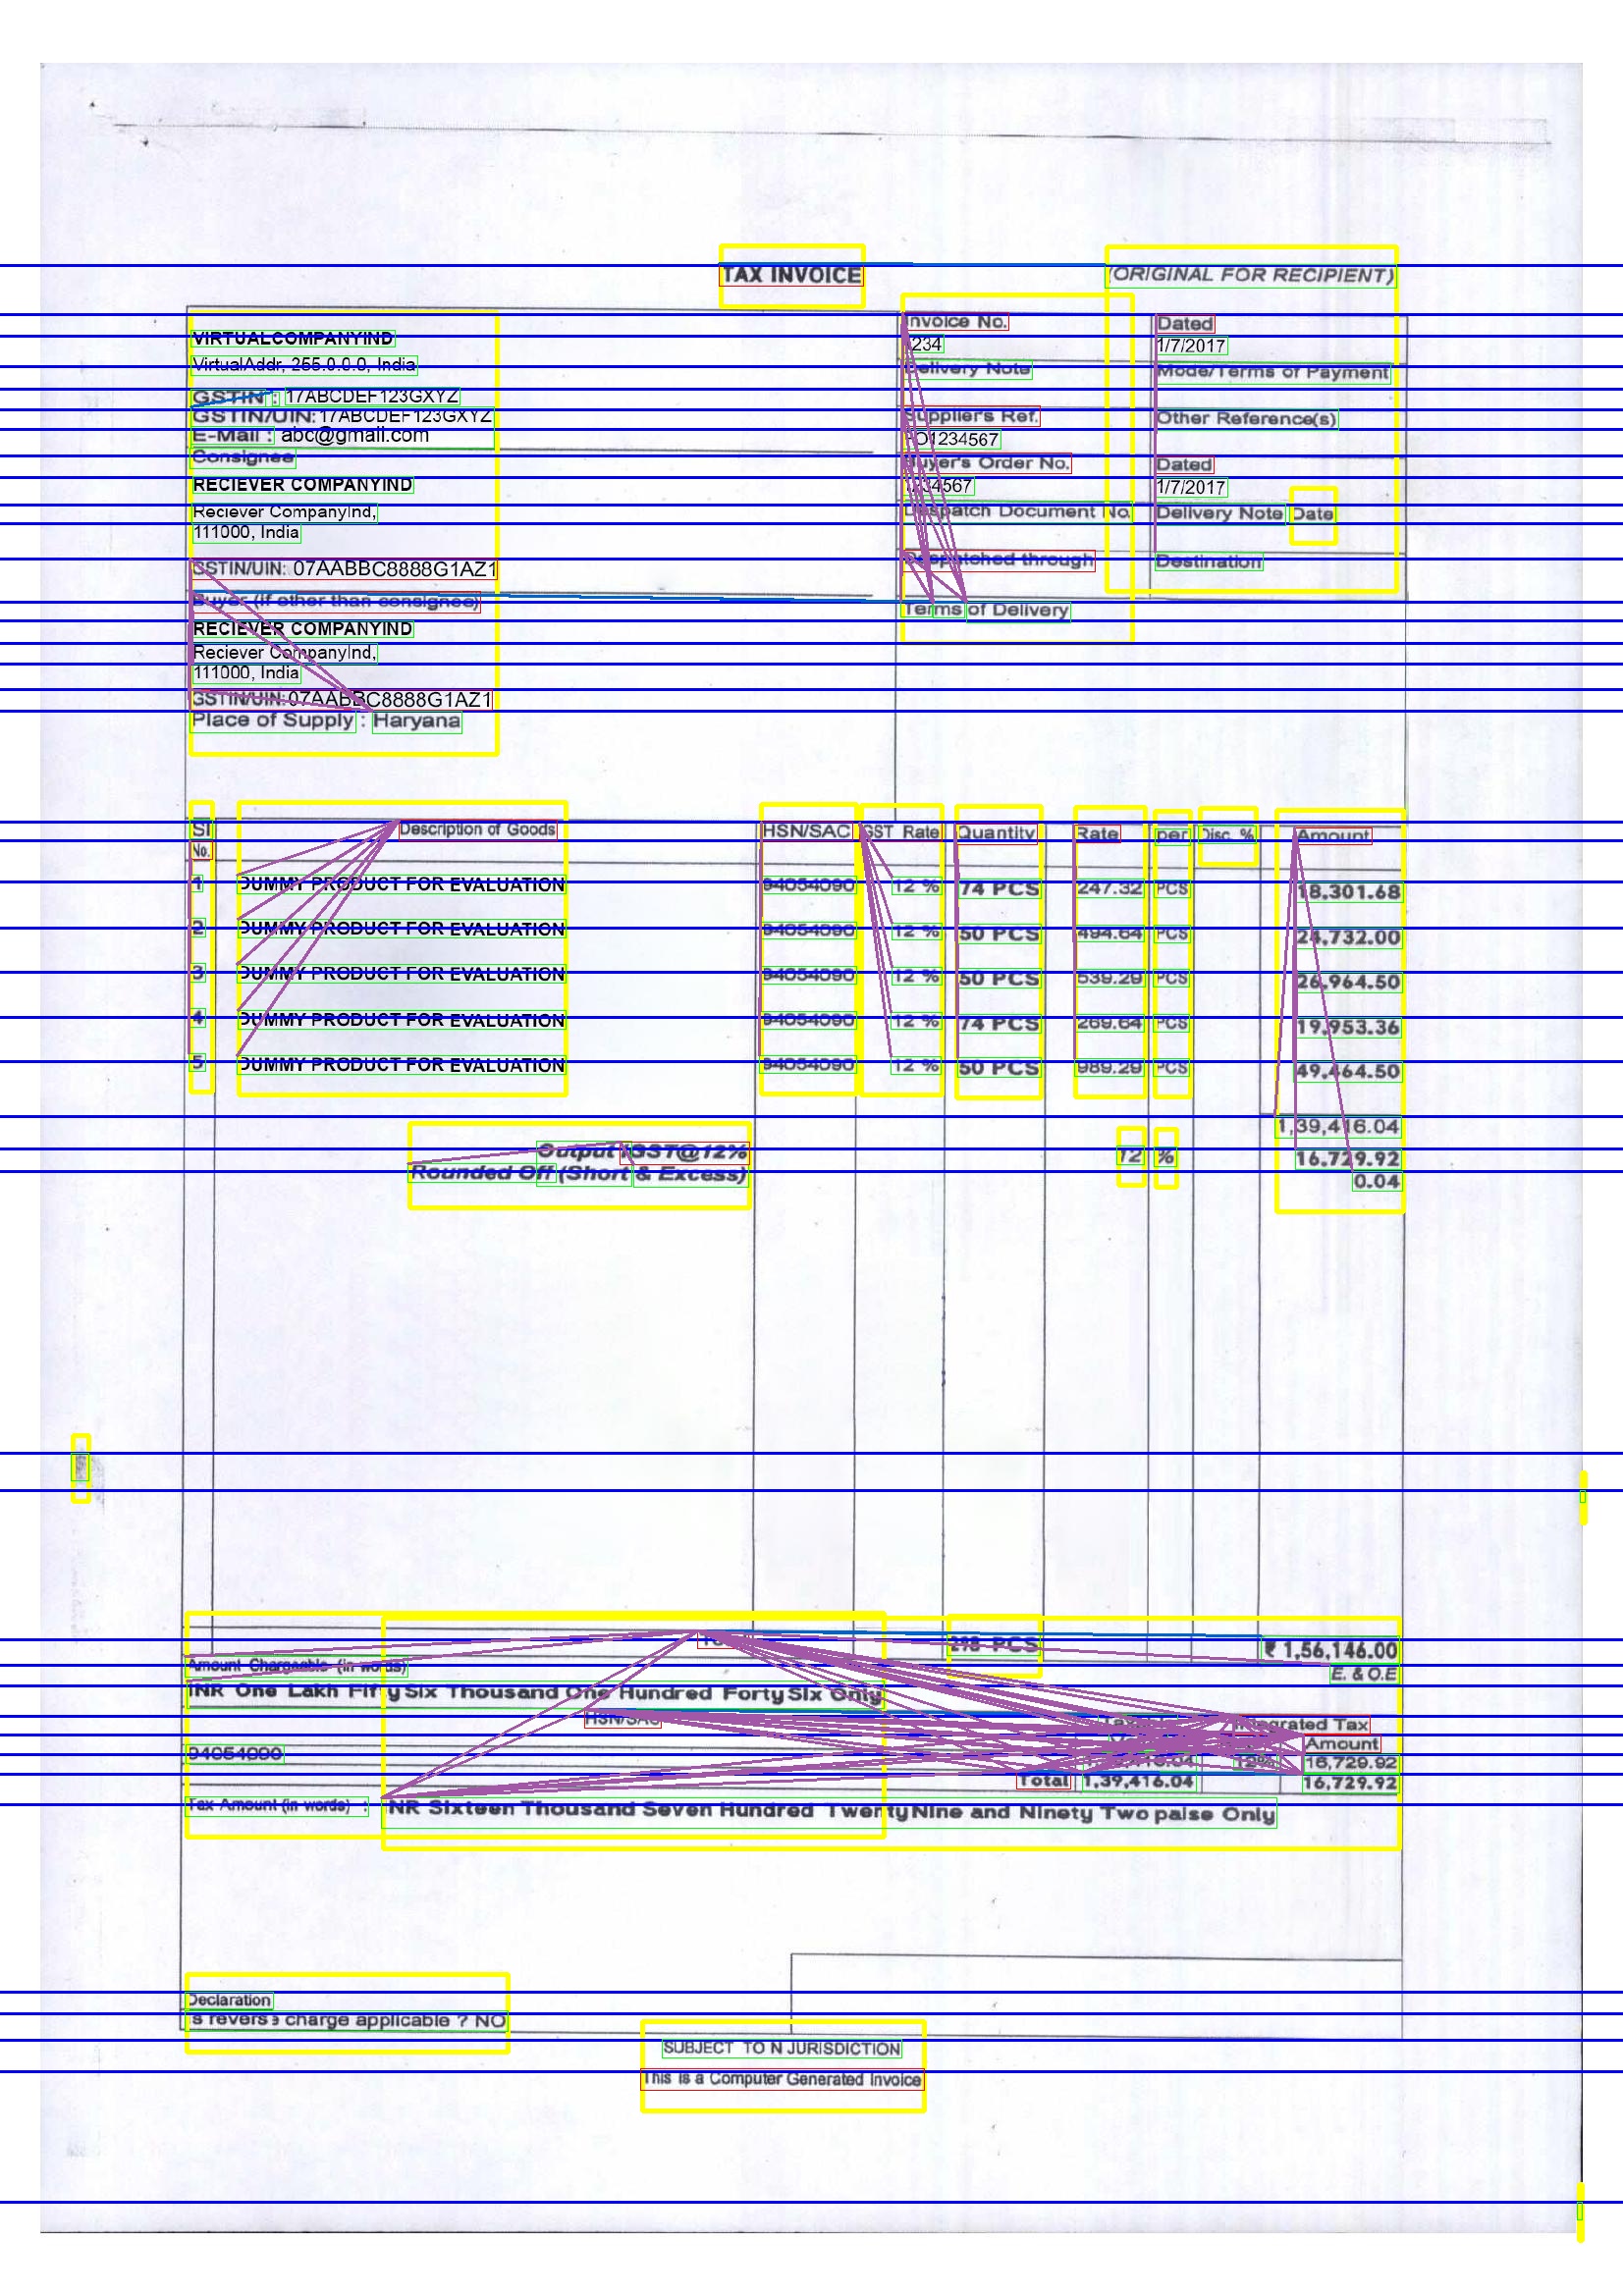 TAX INVOICE
(ORIGINAL FOR RECIPIENT)
VIRTUALCOMPANYIND
VirtualAddr, 255.0.0.0, India
GSTIN : 17ABCDEF123GXYZ
GSTIN/UIN: 17ABCDEF123GXYZ
E-Mail : abc@gmail.com
Consignee
RECIEVER COMPANYIND
Reciever CompanyInd,
111000, India
GSTIN/UIN: 07AABBC8888G1AZ1
Buyer (if other than consignee)
RECIEVER COMPANYIND
Reciever CompanyInd,
111000, India
GSTIN/UIN: 07AABBC8888G1AZ1
Place of Supply : Haryana
Invoice No.
1234
Dated
1/7/2017
Delivery Note
Mode/Terms of Payment
Supplier's Ref.
PO1234567
Other Reference(s)
Buyer's Order No.
1234567
Dated
1/7/2017
Despatch Document No.
Delivery Note Date
Despatched through
Destination
Terms of Delivery
SI No. Description of Goods HSN/SAC GST Rate Quantity Rate per Disc. % Amount
1 DUMMY PRODUCT FOR EVALUATION 94054090 12 % 74 PCS 247.32 PCS 18,301.68
2 DUMMY PRODUCT FOR EVALUATION 94054090 12 % 50 PCS 494.64 PCS 24,732.00
3 DUMMY PRODUCT FOR EVALUATION 94054090 12 % 50 PCS 539.29 PCS 26,964.50
4 DUMMY PRODUCT FOR EVALUATION 94054090 12 % 74 PCS 269.64 PCS 19,953.36
5 DUMMY PRODUCT FOR EVALUATION 94054090 12 % 50 PCS 989.29 PCS 49,464.50
1,39,416.04
Output IGST@12% 12 % 16,729.92
Rounded Off (Short & Excess) 0.04
298 PCS ₹ 1,56,146.00
Amount Chargeable (in words) E. & O.E
INR One Lakh Fifty Six Thousand One Hundred Forty Six Only
HSN/SAC Integrated Tax
Amount
94054090 12% 16,729.92
Total 1,39,416.04 16,729.92
Tax Amount (in words) : INR Sixteen Thousand Seven Hundred Twenty Nine and Ninety Two paise Only
Declaration
Is reverse charge applicable ? NO
SUBJECT TO N JURISDICTION
This is a Computer Generated Invoice